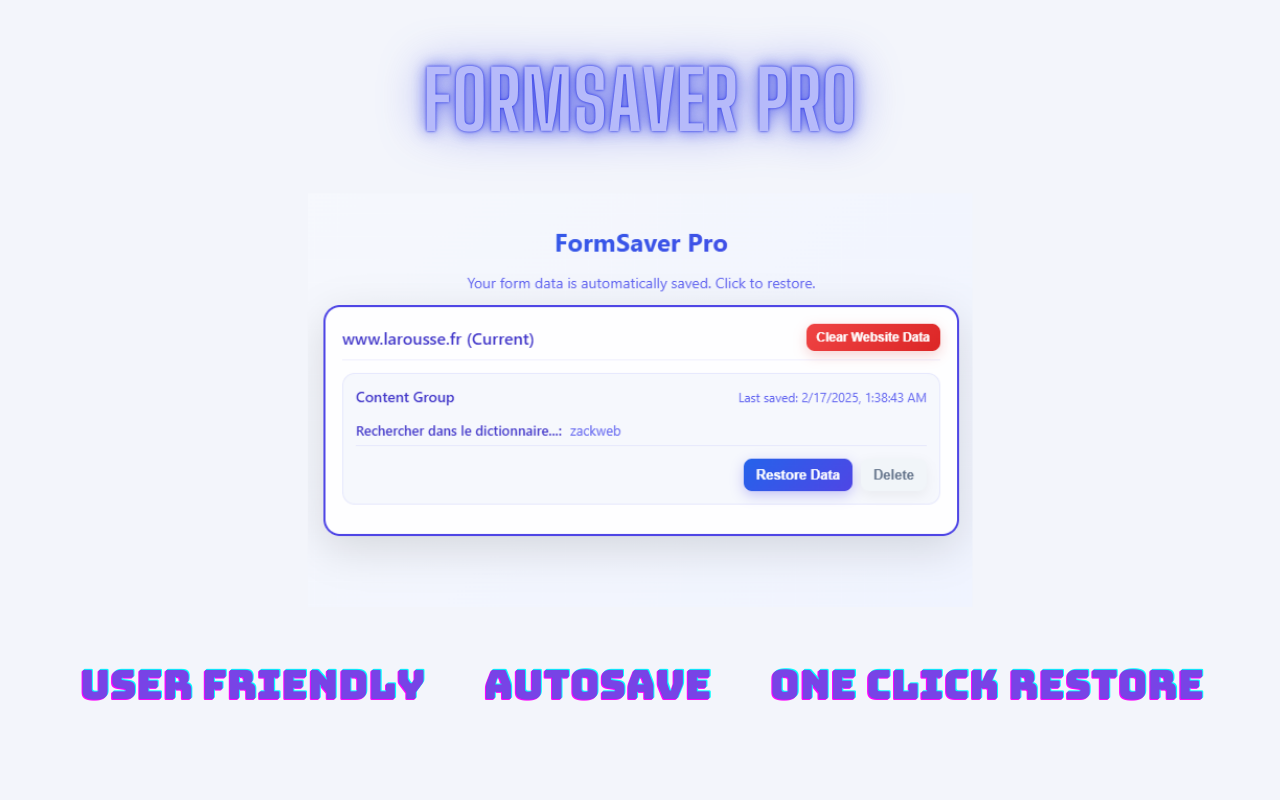 FORMSAVER PRO
FormSaver Pro
Your form data is automatically saved. Click to restore.
www.larousse.fr (Current)
Clear Website Data
Content Group
Last saved: 2/17/2025, 1:38:43 AM
Rechercher dans le dictionnaire...: zackweb
Restore Data
Delete
USER FRIENDLY
AUTOSAVE
ONE CLICK RESTORE